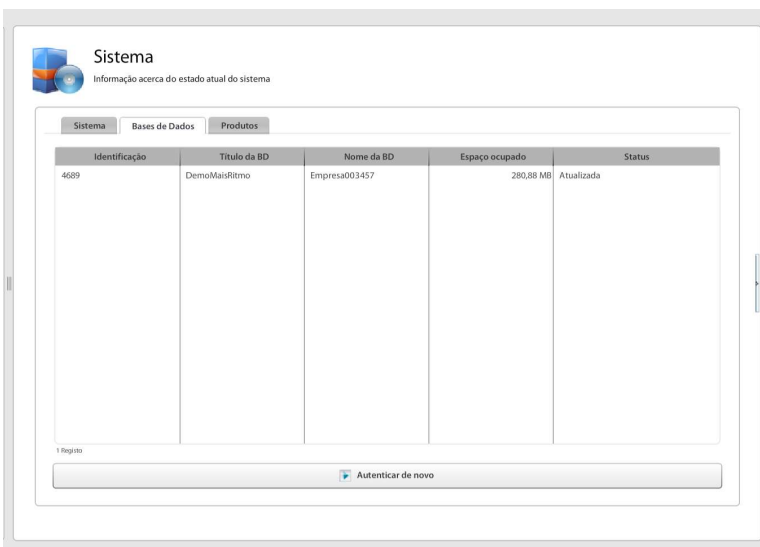 Sistema
Informação acerca do estado atual do sistema
Sistema Bases de Dados Produtos
Identificação Título da BD Nome da BD Espaço ocupado Status
4689 DemoMaisRitmo Empresa003457 280,88 MB Atualizada
1 Registo
Autenticar de novo